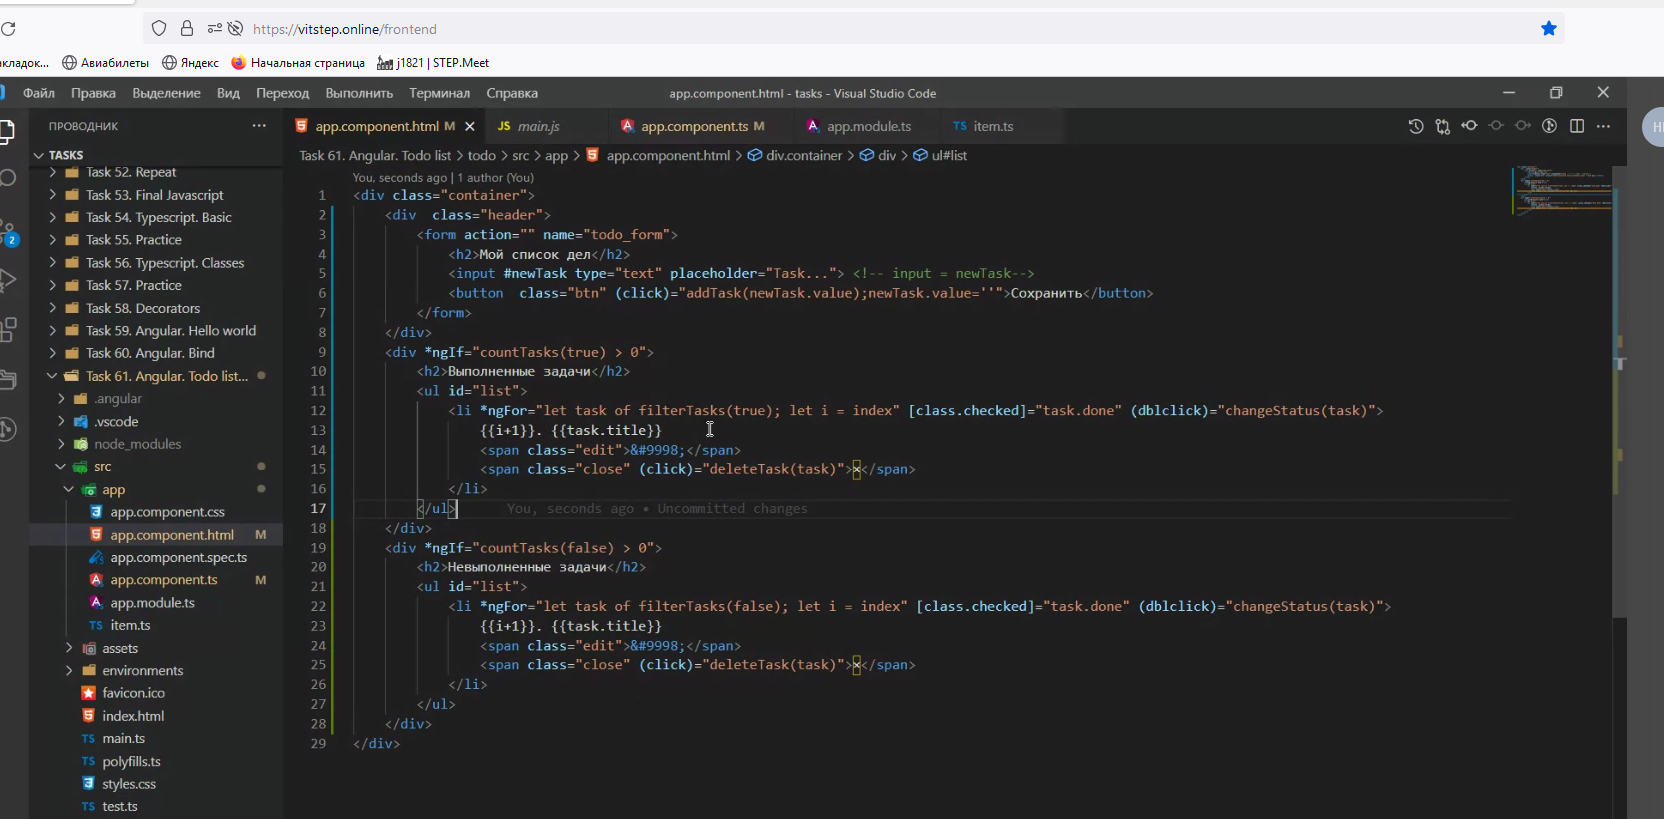 https://vitstep.online/frontend
кладок... Авиабилеты Яндекс Начальная страница j1821 | STEP.Meet
Файл Правка Выделение Вид Переход Выполнить Терминал Справка app.component.html - tasks - Visual Studio Code
ПРОВОДНИК ... app.component.html M JS main.js app.component.ts M app.module.ts TS item.ts
TASKS
Task 61. Angular. Todo list > todo > src > app > app.component.html > div.container > div > ul#list
Task 52. Repeat
Task 53. Final Javascript
Task 54. Typescript. Basic
Task 55. Practice
Task 56. Typescript. Classes
Task 57. Practice
Task 58. Decorators
Task 59. Angular. Hello world
Task 60. Angular. Bind
Task 61. Angular. Todo list...
.angular
.vscode
node_modules
src
app
app.component.css
app.component.html M
app.component.spec.ts
app.component.ts M
app.module.ts
TS item.ts
assets
environments
favicon.ico
index.html
TS main.ts
TS polyfills.ts
styles.css
TS test.ts
2
You, seconds ago | 1 author (You)
1 <div class="container">
2 <div  class="header">
3 <form action="" name="todo_form">
4 <h2>Мой список дел</h2>
5 <input #newTask type="text" placeholder="Task..."> <!-- input = newTask-->
6 <button  class="btn" (click)="addTask(newTask.value);newTask.value=''">Сохранить</button>
7 </form>
8 </div>
9 <div *ngIf="countTasks(true) > 0">
10 <h2>Выполненные задачи</h2>
11 <ul id="list">
12 <li *ngFor="let task of filterTasks(true); let i = index" [class.checked]="task.done" (dblclick)="changeStatus(task)">
13 {{i+1}}. {{task.title}}
14 <span class="edit">&#9998;</span>
15 <span class="close" (click)="deleteTask(task)">×</span>
16 </li>
17 </ul> You, seconds ago • Uncommitted changes
18 </div>
19 <div *ngIf="countTasks(false) > 0">
20 <h2>Невыполненные задачи</h2>
21 <ul id="list">
22 <li *ngFor="let task of filterTasks(false); let i = index" [class.checked]="task.done" (dblclick)="changeStatus(task)">
23 {{i+1}}. {{task.title}}
24 <span class="edit">&#9998;</span>
25 <span class="close" (click)="deleteTask(task)">×</span>
26 </li>
27 </ul>
28 </div>
29 </div>